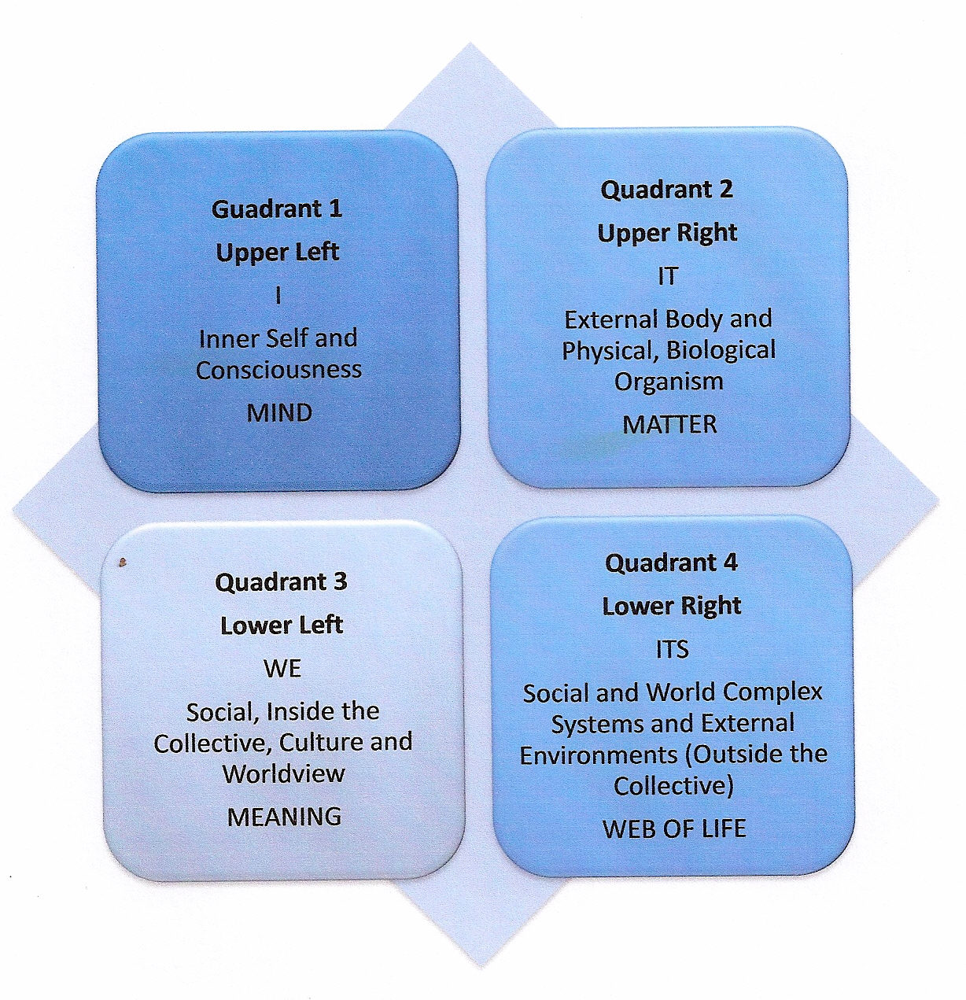 Guadrant 1
Upper Left
I
Inner Self and
Consciousness
MIND
Quadrant 2
Upper Right
IT
External Body and
Physical, Biological
Organism
MATTER
Quadrant 3
Lower Left
WE
Social, Inside the
Collective, Culture and
Worldview
MEANING
Quadrant 4
Lower Right
ITS
Social and World Complex
Systems and External
Environments (Outside the
Collective)
WEB OF LIFE